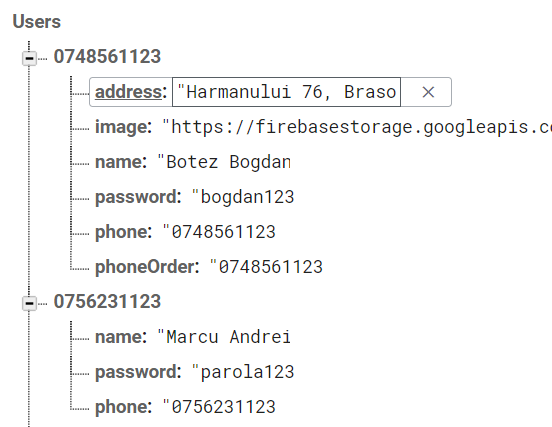 Users
0748561123
address: "Harmanului 76, Braso
image: "https://firebasestorage.googleapis.c
name: "Botez Bogdan
password: "bogdan123
phone: "0748561123
phoneOrder: "0748561123
0756231123
name: "Marcu Andrei
password: "parola123
phone: "0756231123